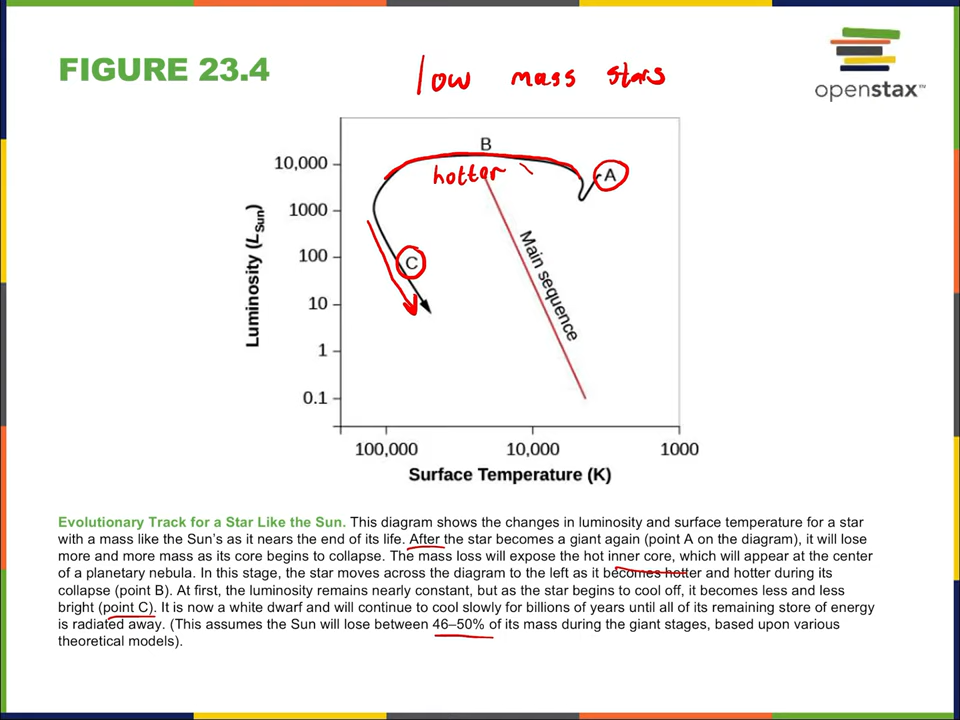 FIGURE 23.4
low mass stars
openstax™
B
10,000
hotter
A
1000
Luminosity (LSun)
100
C
Main sequence
10
1
0.1
100,000
10,000
1000
Surface Temperature (K)
Evolutionary Track for a Star Like the Sun. This diagram shows the changes in luminosity and surface temperature for a star
with a mass like the Sun’s as it nears the end of its life. After the star becomes a giant again (point A on the diagram), it will lose
more and more mass as its core begins to collapse. The mass loss will expose the hot inner core, which will appear at the center
of a planetary nebula. In this stage, the star moves across the diagram to the left as it becomes hotter and hotter during its
collapse (point B). At first, the luminosity remains nearly constant, but as the star begins to cool off, it becomes less and less
bright (point C). It is now a white dwarf and will continue to cool slowly for billions of years until all of its remaining store of energy
is radiated away. (This assumes the Sun will lose between 46–50% of its mass during the giant stages, based upon various
theoretical models).